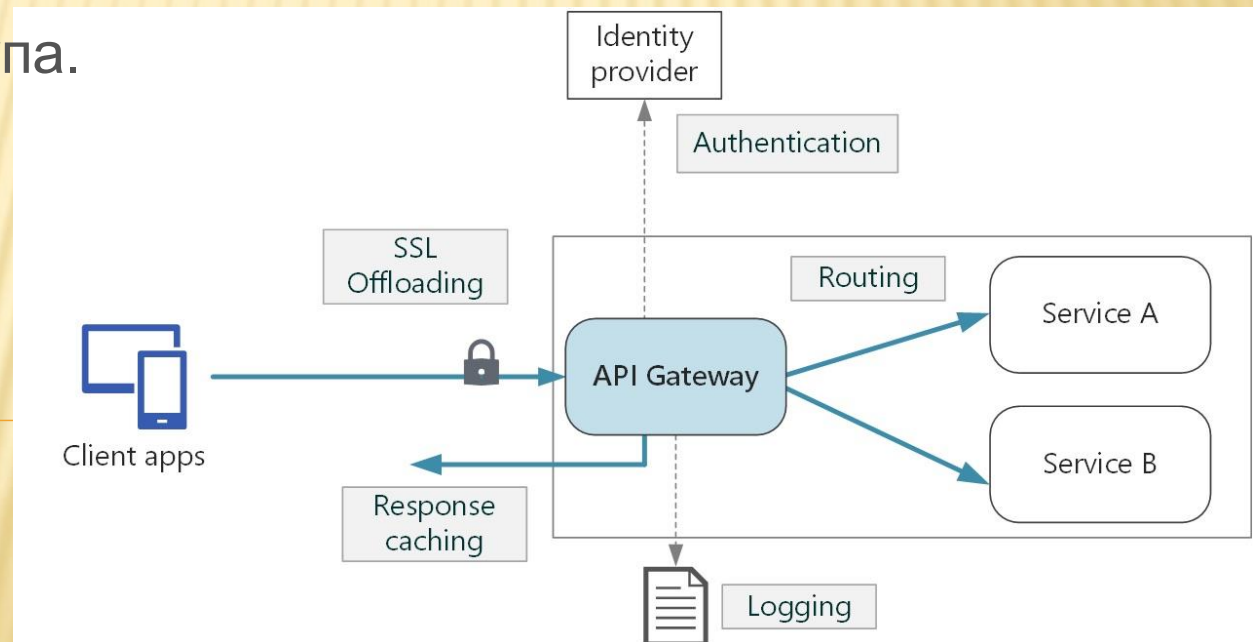 па.
Identity
provider
Authentication
SSL
Offloading
Routing
Service A
API Gateway
Client apps
Service B
Response
caching
Logging